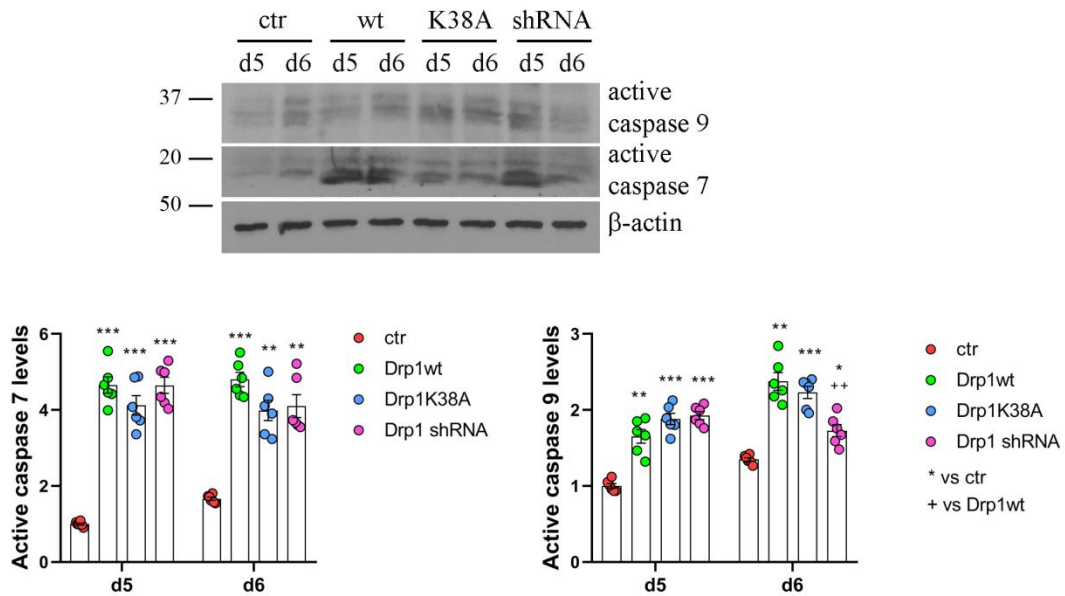 ctr wt K38A shRNA
d5 d6 d5 d6 d5 d6 d5 d6
37
active
caspase 9
20
active
caspase 7
50
β-actin
Active caspase 7 levels
6
4
2
0
***
***
***
***
**
**
d5
d6
ctr
Drp1wt
Drp1K38A
Drp1 shRNA
Active caspase 9 levels
3
2
1
0
**
***
***
**
***
*
++
d5
d6
ctr
Drp1wt
Drp1K38A
Drp1 shRNA
* vs ctr
+ vs Drp1wt